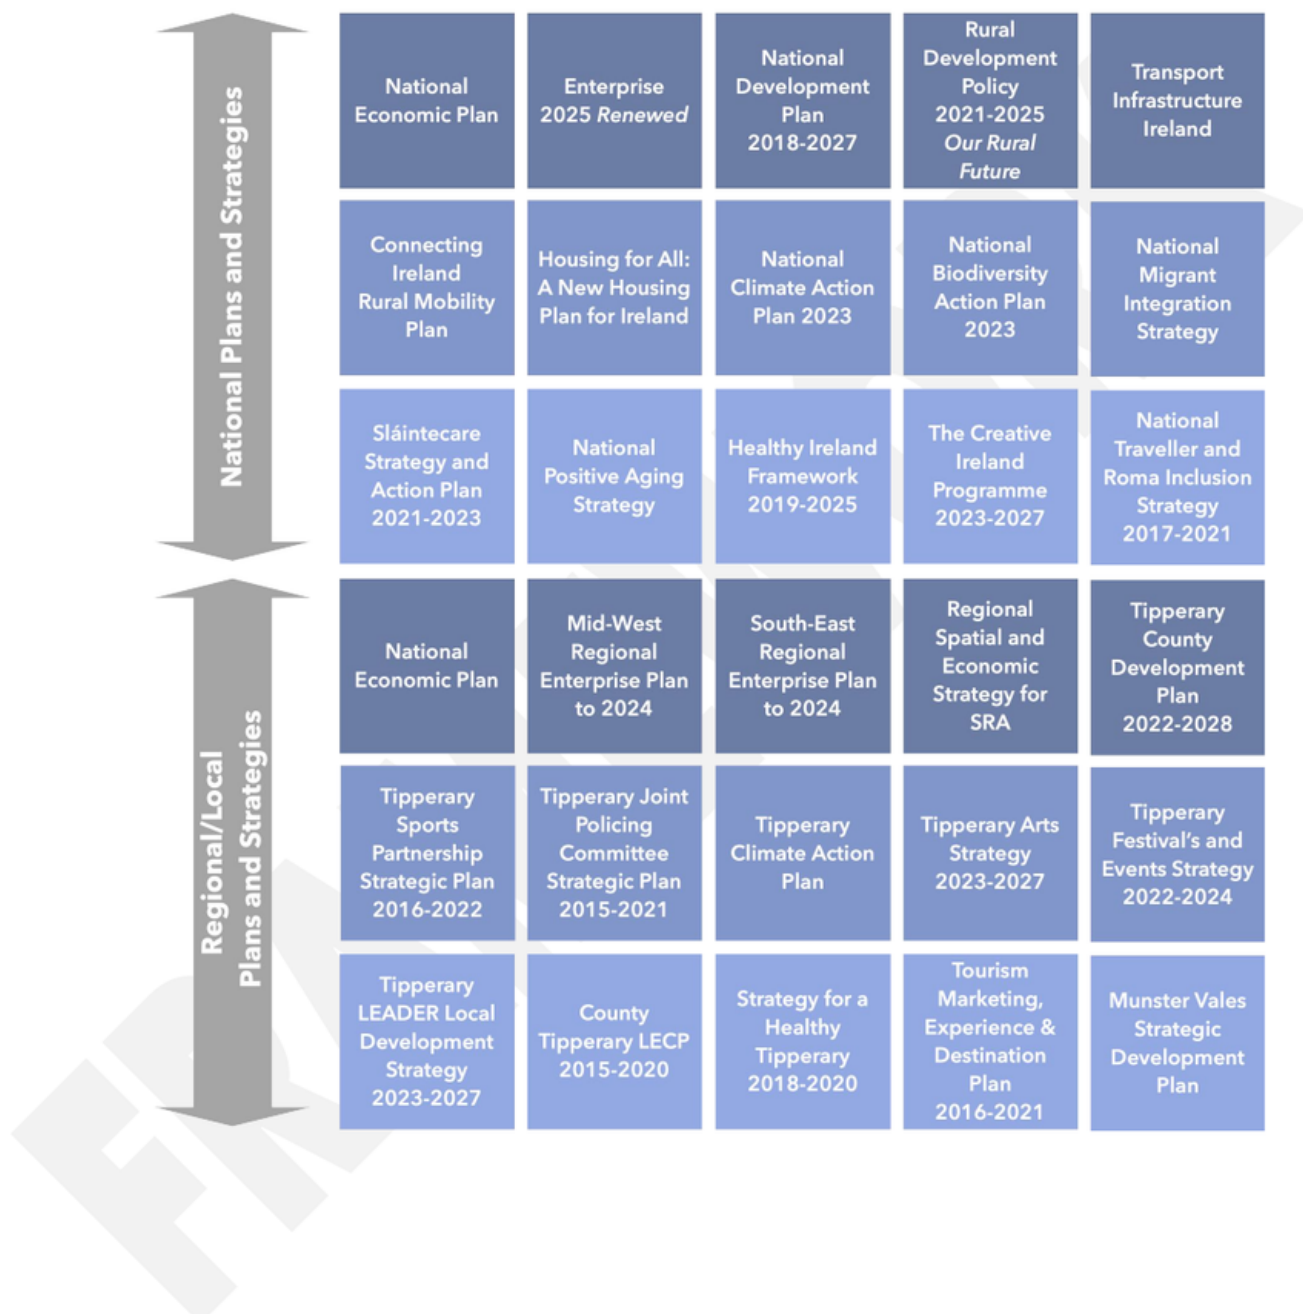 National Plans and Strategies
National
Economic Plan
Enterprise
2025 Renewed
National
Development
Plan
2018-2027
Rural
Development
Policy
2021-2025
Our Rural
Future
Transport
Infrastructure
Ireland
Connecting
Ireland
Rural Mobility
Plan
Housing for All:
A New Housing
Plan for Ireland
National
Climate Action
Plan 2023
National
Biodiversity
Action Plan
2023
National
Migrant
Integration
Strategy
Sláintecare
Strategy and
Action Plan
2021-2023
National
Positive Aging
Strategy
Healthy Ireland
Framework
2019-2025
The Creative
Ireland
Programme
2023-2027
National
Traveller and
Roma Inclusion
Strategy
2017-2021
Regional/Local
Plans and Strategies
National
Economic Plan
Mid-West
Regional
Enterprise Plan
to 2024
South-East
Regional
Enterprise Plan
to 2024
Regional
Spatial and
Economic
Strategy for
SRA
Tipperary
County
Development
Plan
2022-2028
Tipperary
Sports
Partnership
Strategic Plan
2016-2022
Tipperary Joint
Policing
Committee
Strategic Plan
2015-2021
Tipperary
Climate Action
Plan
Tipperary Arts
Strategy
2023-2027
Tipperary
Festival's and
Events Strategy
2022-2024
Tipperary
LEADER Local
Development
Strategy
2023-2027
County
Tipperary LECP
2015-2020
Strategy for a
Healthy
Tipperary
2018-2020
Tourism
Marketing,
Experience &
Destination
Plan
2016-2021
Munster Vales
Strategic
Development
Plan